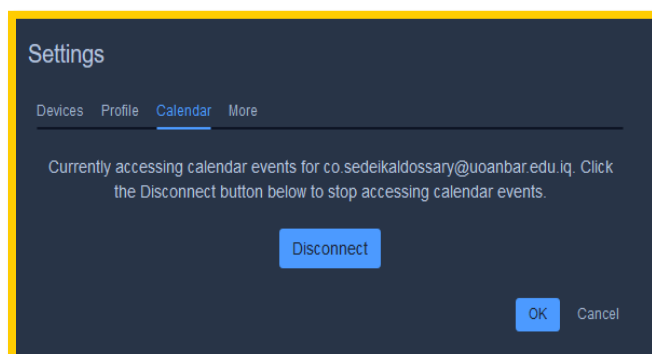 Settings
Devices Profile Calendar More
Currently accessing calendar events for co.sedeikaldossary@uoanbar.edu.iq. Click
the Disconnect button below to stop accessing calendar events.
Disconnect
OK Cancel